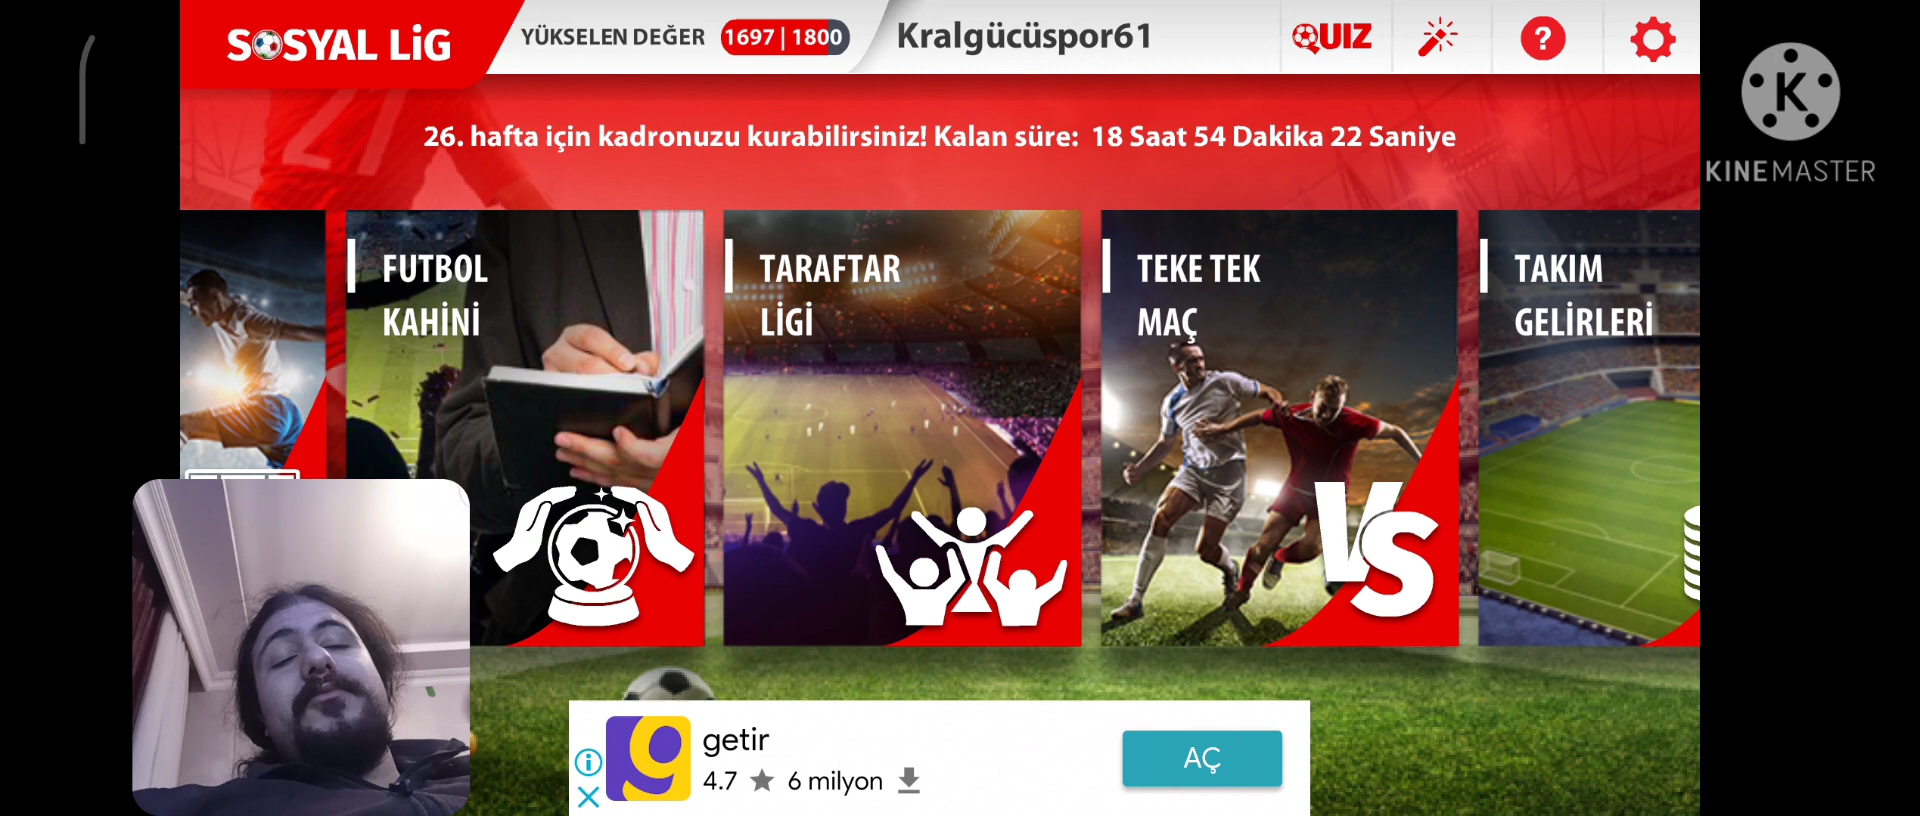 SOSYAL LiG
YÜKSELEN DEĞER 1697 | 1800
Kralgücüspor61
QUIZ
?
26. hafta için kadronuzu kurabilirsiniz! Kalan süre: 18 Saat 54 Dakika 22 Saniye
FUTBOL
KAHİNİ
TARAFTAR
LİGİ
TEKE TEK
MAÇ
VS
TAKIM
GELİRLERİ
getir
4.7 ★ 6 milyon
AÇ
K
KINEMASTER